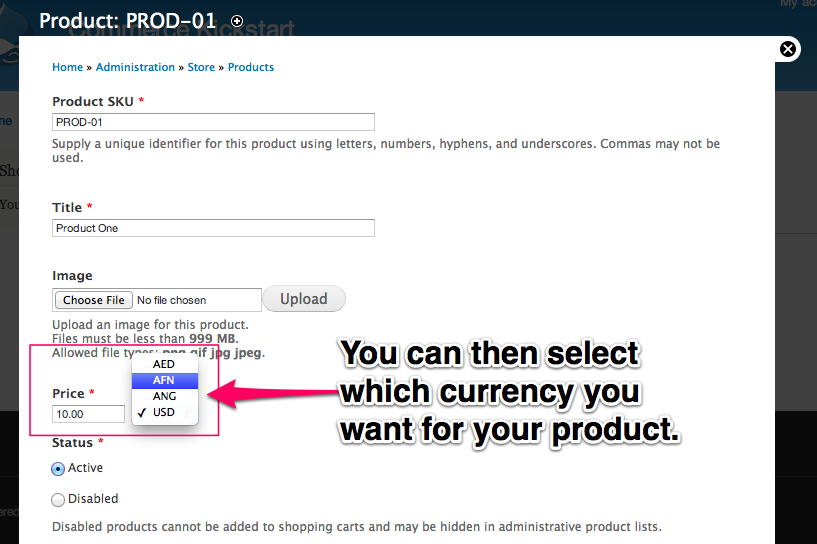 My acc
Product: PROD-01
Commerce Kickstart
Home » Administration » Store » Products
Product SKU *
PROD-01
Supply a unique identifier for this product using letters, numbers, hyphens, and underscores. Commas may not be
used.
Title *
Product One
Image
Choose File No file chosen
Upload
Upload an image for this product.
Files must be less than 999 MB.
Allowed file types: png gif jpg jpeg.
AED
AFN
ANG
✓ USD
Price *
10.00
You can then select
which currency you
want for your product.
Status *
Active
Disabled
Disabled products cannot be added to shopping carts and may be hidden in administrative product lists.